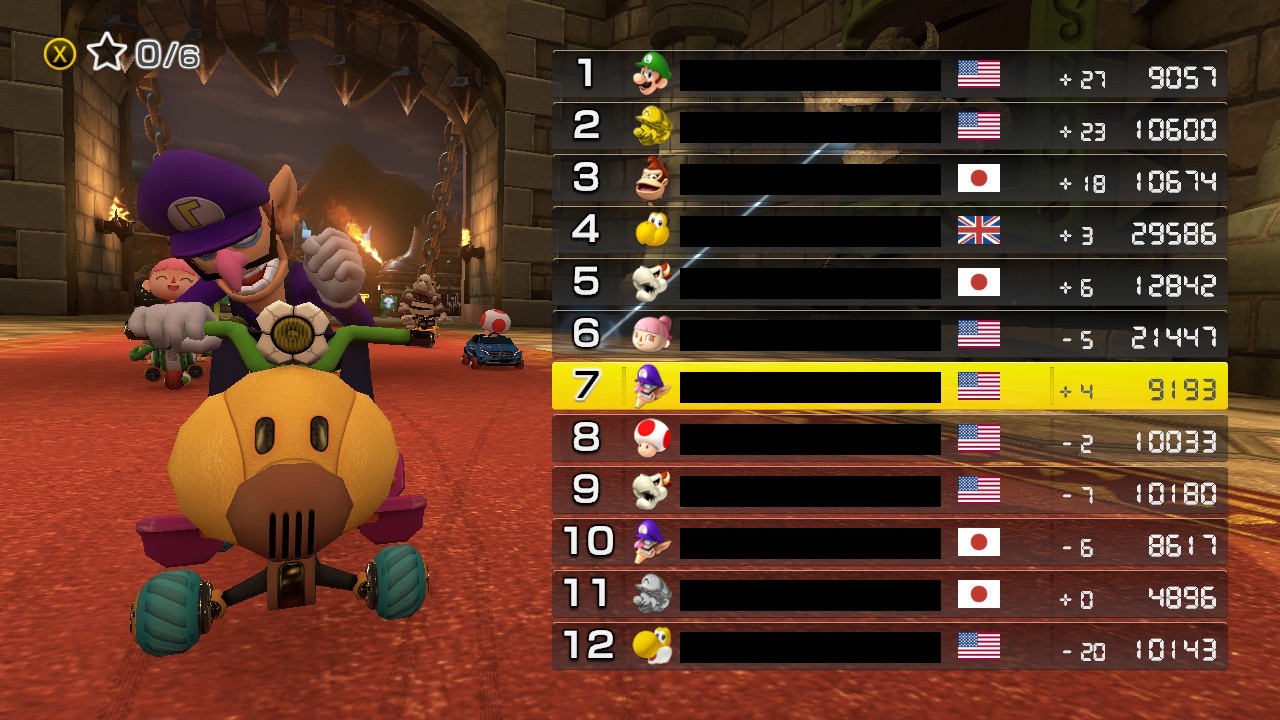 X 0/6
1 + 27 9057
2 + 23 10600
3 + 18 10674
4 + 3 29586
5 + 6 12842
6 - 5 21447
7 + 4 9193
8 - 2 10033
9 - 7 10180
10 - 6 8617
11 + 0 4896
12 - 20 10143